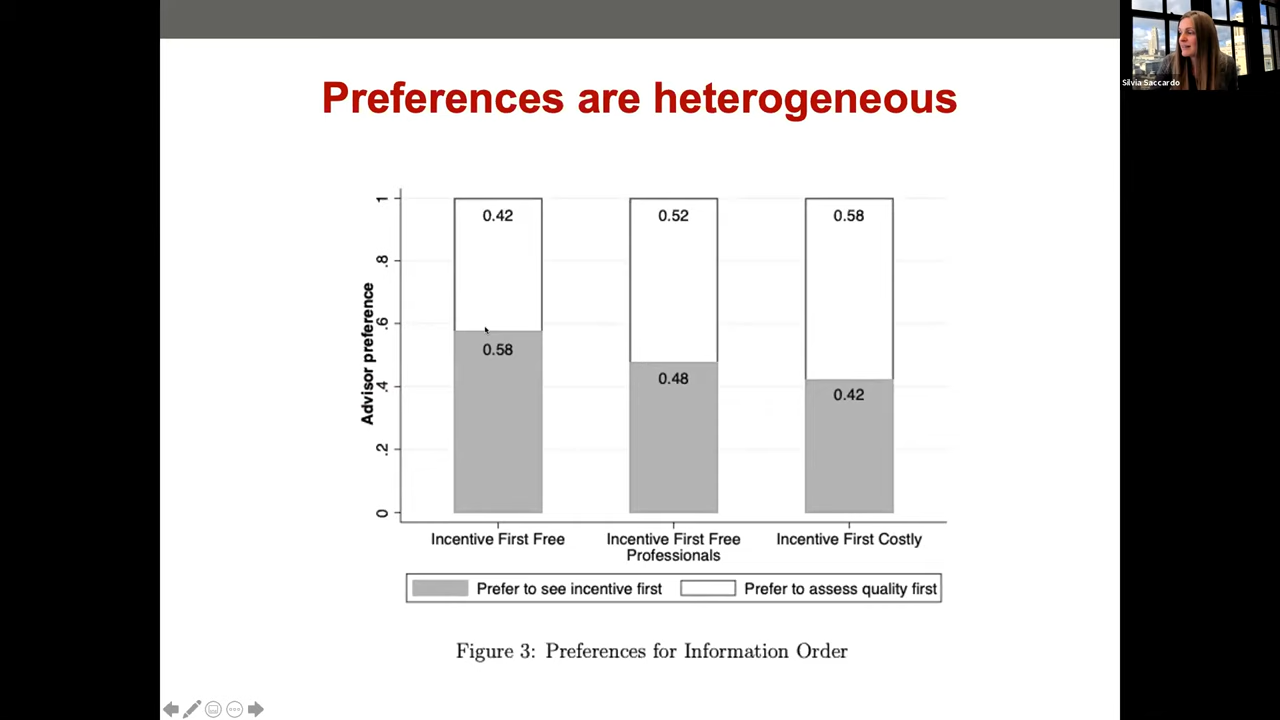 Preferences are heterogeneous
Silvia Saccardo
Advisor preference
1
.8
.6
.4
.2
0
0.42
0.58
0.52
0.48
0.58
0.42
Incentive First Free
Incentive First Free
Professionals
Incentive First Costly
Prefer to see incentive first
Prefer to assess quality first
Figure 3: Preferences for Information Order